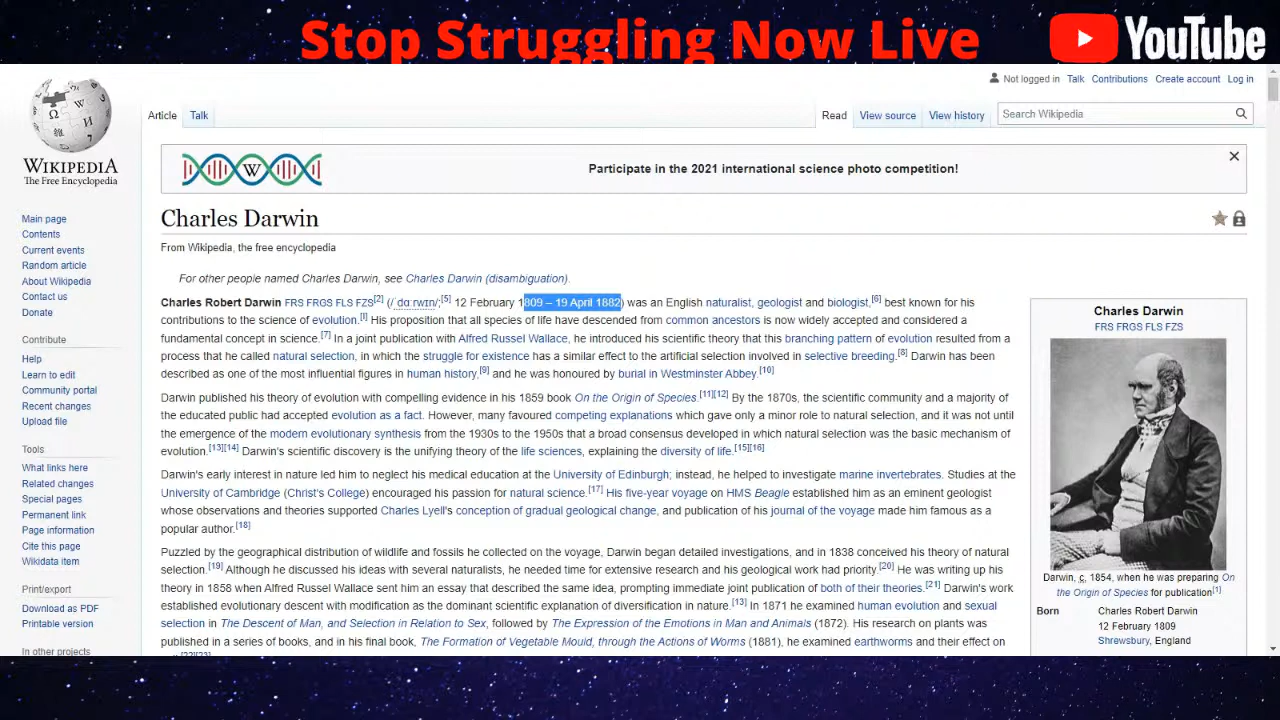 Stop Struggling Now Live
YouTube
Not logged in Talk Contributions Create account Log in
Article Talk
Read View source View history
Search Wikipedia
WIKIPEDIA
The Free Encyclopedia
Participate in the 2021 international science photo competition!
Main page
Contents
Current events
Random article
About Wikipedia
Contact us
Donate
Contribute
Help
Learn to edit
Community portal
Recent changes
Upload file
Tools
What links here
Related changes
Special pages
Permanent link
Page information
Cite this page
Wikidata item
Print/export
Download as PDF
Printable version
In other projects
Charles Darwin
From Wikipedia, the free encyclopedia
For other people named Charles Darwin, see Charles Darwin (disambiguation).
Charles Robert Darwin FRS FRGS FLS FZS[2] (/ˈdɑːrwɪn/;[5] 12 February 1809 – 19 April 1882) was an English naturalist, geologist and biologist,[6] best known for his
contributions to the science of evolution.[I] His proposition that all species of life have descended from common ancestors is now widely accepted and considered a
fundamental concept in science.[7] In a joint publication with Alfred Russel Wallace, he introduced his scientific theory that this branching pattern of evolution resulted from a
process that he called natural selection, in which the struggle for existence has a similar effect to the artificial selection involved in selective breeding.[8] Darwin has been
described as one of the most influential figures in human history,[9] and he was honoured by burial in Westminster Abbey.[10]
Darwin published his theory of evolution with compelling evidence in his 1859 book On the Origin of Species.[11][12] By the 1870s, the scientific community and a majority of
the educated public had accepted evolution as a fact. However, many favoured competing explanations which gave only a minor role to natural selection, and it was not until
the emergence of the modern evolutionary synthesis from the 1930s to the 1950s that a broad consensus developed in which natural selection was the basic mechanism of
evolution.[13][14] Darwin's scientific discovery is the unifying theory of the life sciences, explaining the diversity of life.[15][16]
Darwin's early interest in nature led him to neglect his medical education at the University of Edinburgh; instead, he helped to investigate marine invertebrates. Studies at the
University of Cambridge (Christ's College) encouraged his passion for natural science.[17] His five-year voyage on HMS Beagle established him as an eminent geologist
whose observations and theories supported Charles Lyell's conception of gradual geological change, and publication of his journal of the voyage made him famous as a
popular author.[18]
Puzzled by the geographical distribution of wildlife and fossils he collected on the voyage, Darwin began detailed investigations, and in 1838 conceived his theory of natural
selection.[19] Although he discussed his ideas with several naturalists, he needed time for extensive research and his geological work had priority.[20] He was writing up his
theory in 1858 when Alfred Russel Wallace sent him an essay that described the same idea, prompting immediate joint publication of both of their theories.[21] Darwin's work
established evolutionary descent with modification as the dominant scientific explanation of diversification in nature.[13] In 1871 he examined human evolution and sexual
selection in The Descent of Man, and Selection in Relation to Sex, followed by The Expression of the Emotions in Man and Animals (1872). His research on plants was
published in a series of books, and in his final book, The Formation of Vegetable Mould, through the Actions of Worms (1881), he examined earthworms and their effect on
Charles Darwin
FRS FRGS FLS FZS
Darwin, c. 1854, when he was preparing On
the Origin of Species for publication[1]
Born Charles Robert Darwin
12 February 1809
Shrewsbury, England